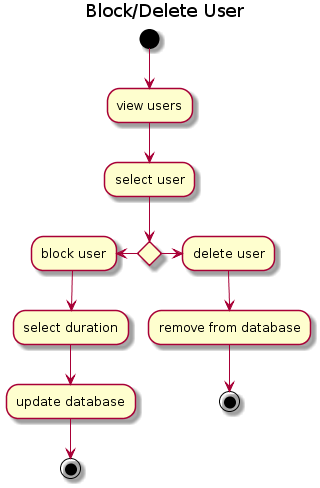 Block/Delete User
view users
select user
block user
delete user
select duration
remove from database
update database